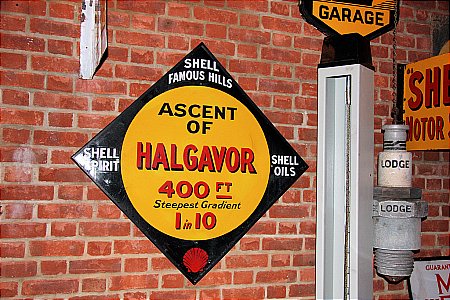 GARAGE
SHELL
FAMOUS HILLS
ASCENT
OF
HALGAVOR
400 FT
Steepest Gradient
1 in 10
SHELL
SPIRIT
SHELL
OILS
SHE
MOTOR S
LODGE
LODGE
GUARANTEE